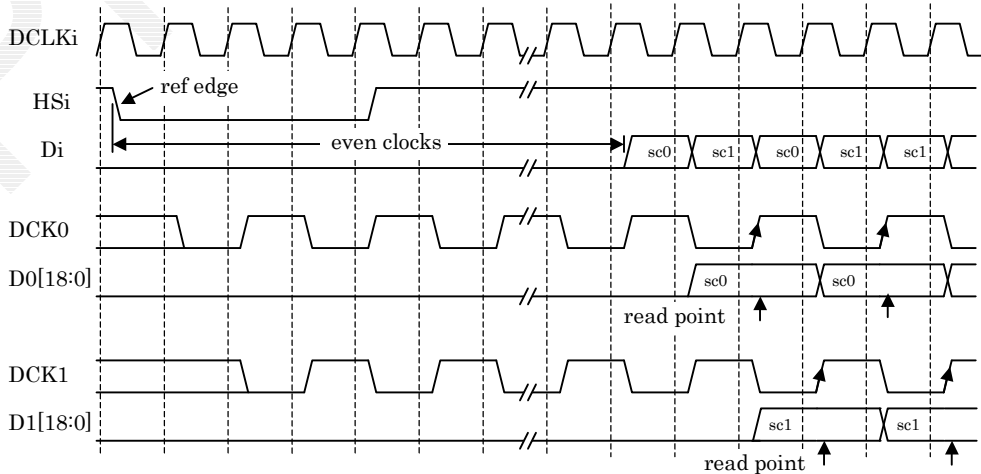 DCLKi
HSi
ref edge
Di
even clocks
sc0 sc1 sc0 sc1 sc1
DCK0
D0[18:0]
sc0 sc0
read point
DCK1
D1[18:0]
sc1 sc1
read point